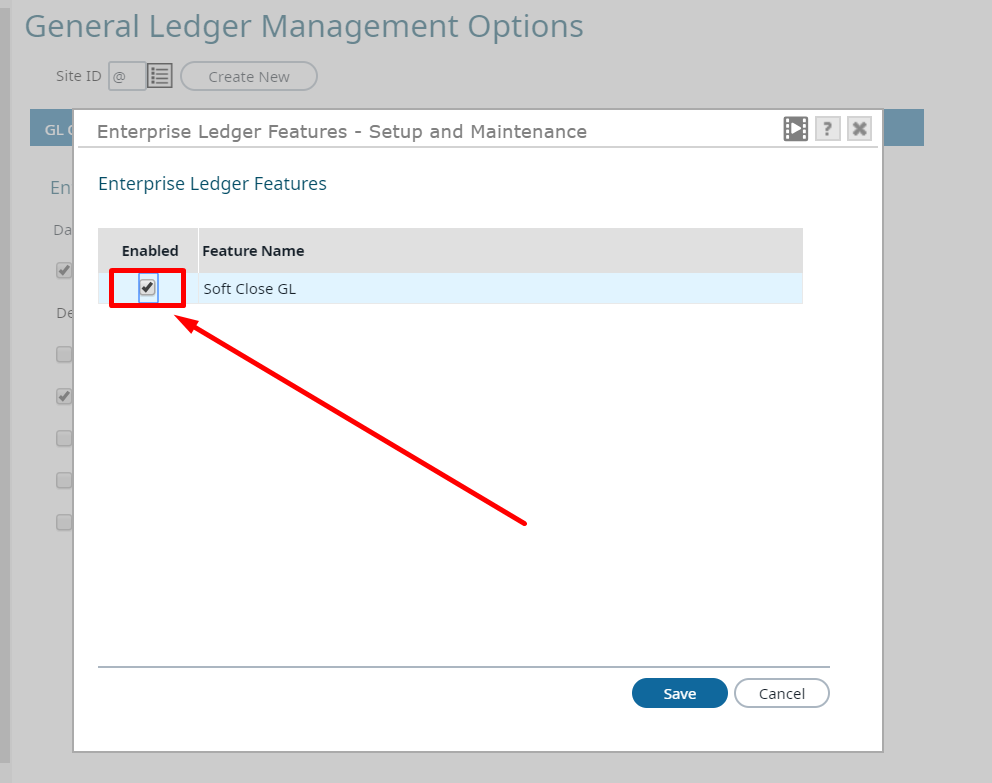 General Ledger Management Options
Site ID @ Create New
GL
Enterprise Ledger Features - Setup and Maintenance ?
En
Enterprise Ledger Features
Da
Enabled Feature Name
Soft Close GL
De
Save Cancel